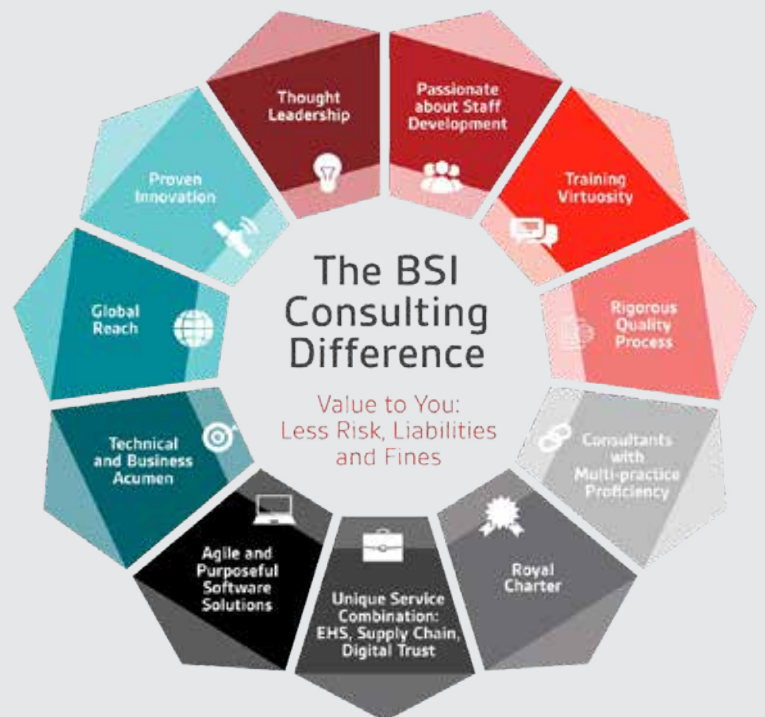 The BSI
Consulting
Difference
Value to You:
Less Risk, Liabilities
and Fines
Thought
Leadership
Passionate
about Staff
Development
Training
Virtuosity
Rigorous
Quality
Process
Consultants
with
Multi-practice
Proficiency
Royal
Charter
Unique Service
Combination:
EHS, Supply Chain,
Digital Trust
Agile and
Purposeful
Software
Solutions
Technical
and Business
Acumen
Global
Reach
Proven
Innovation